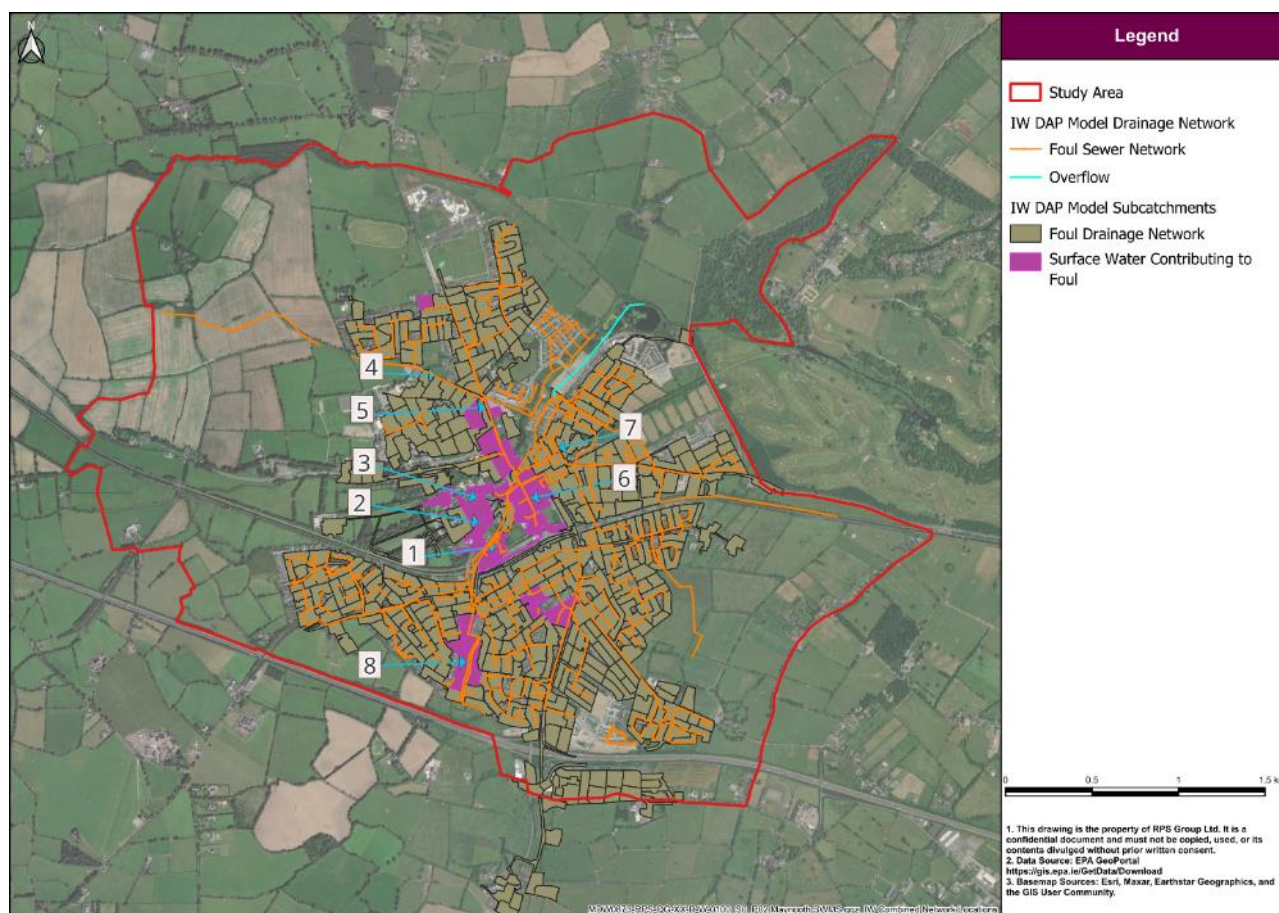 N
4
5
7
3
6
2
1
8
Legend
Study Area
IW DAP Model Drainage Network
Foul Sewer Network
Overflow
IW DAP Model Subcatchments
Foul Drainage Network
Surface Water Contributing to
Foul
0 0.5 1 1.5 k
1. This drawing is the property of RPS Group Ltd. It is a
confidential document and must not be copied, used, or its
contents divulged without prior written consent.
2. Data Source: EPA GeoPortal
https://gis.epa.ie/GetData/Download
3. Basemap Sources: Esri, Maxar, Earthstar Geographics, and
the GIS User Community.